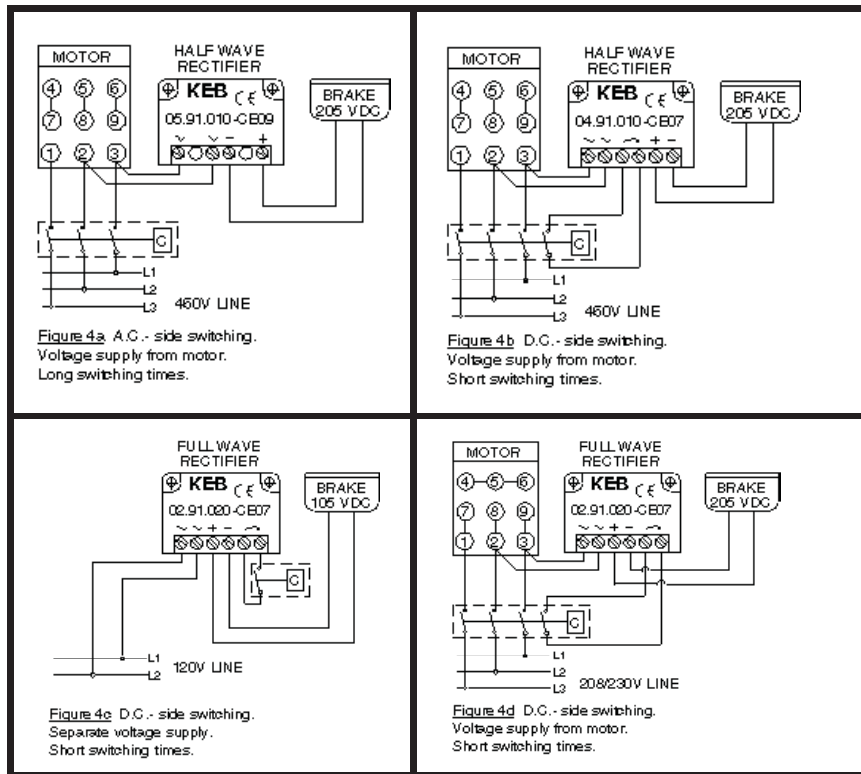 MOTOR
4 5 6
7 8 9
1 2 3
HALF WAVE
RECTIFIER
KEB CE
05.91.010-CE09
~ ~ - +
BRAKE
205 VDC
C
L1
L2
L3 460V LINE
Figure 4a A.C.- side switching.
Voltage supply from motor.
Long switching times.
MOTOR
4 5 6
7 8 9
1 2 3
HALF WAVE
RECTIFIER
KEB CE
04.91.010-CE07
~ ~ + -
BRAKE
205 VDC
C
L1
L2
L3 460V LINE
Figure 4b D.C.- side switching.
Voltage supply from motor.
Short switching times.
FULL WAVE
RECTIFIER
KEB CE
02.91.020-CE07
~ ~ + -
BRAKE
105 VDC
C
L1
L2 120V LINE
Figure 4c D.C.- side switching.
Separate voltage supply.
Short switching times.
MOTOR
4 5 6
7 8 9
1 2 3
FULL WAVE
RECTIFIER
KEB CE
02.91.020-CE07
~ ~ + -
BRAKE
205 VDC
C
L1
L2
L3 208/230V LINE
Figure 4d D.C.- side switching.
Voltage supply from motor.
Short switching times.